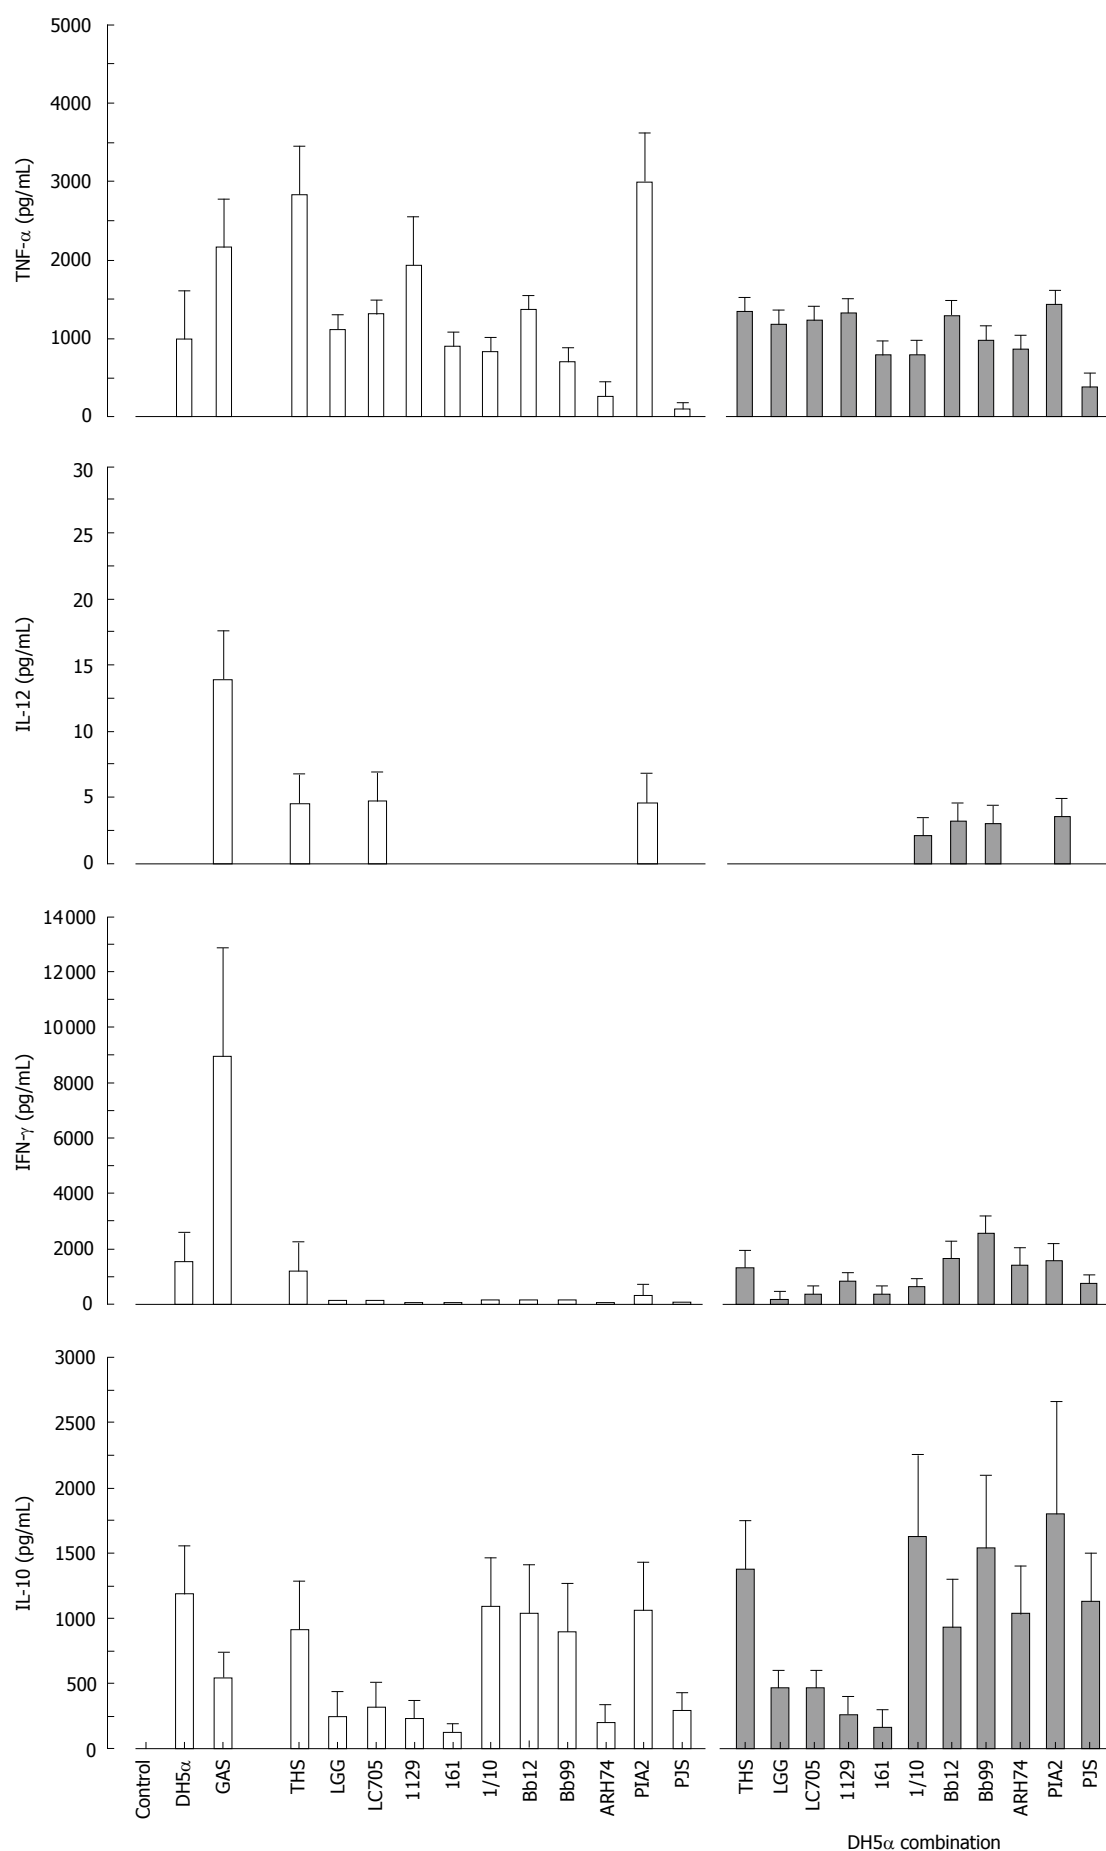 5000
4000
3000
2000
1000
0
TNF-α (pg/mL)
30
25
20
15
10
5
0
IL-12 (pg/mL)
14000
12000
10000
8000
6000
4000
2000
0
IFN-γ (pg/mL)
3000
2500
2000
1500
1000
500
0
IL-10 (pg/mL)
Control
DH5α
GAS
THS
LGG
LC705
1129
161
1/10
Bb12
Bb99
ARH74
PIA2
PJS
THS
LGG
LC705
1129
161
1/10
Bb12
Bb99
ARH74
PIA2
PJS
DH5α combination